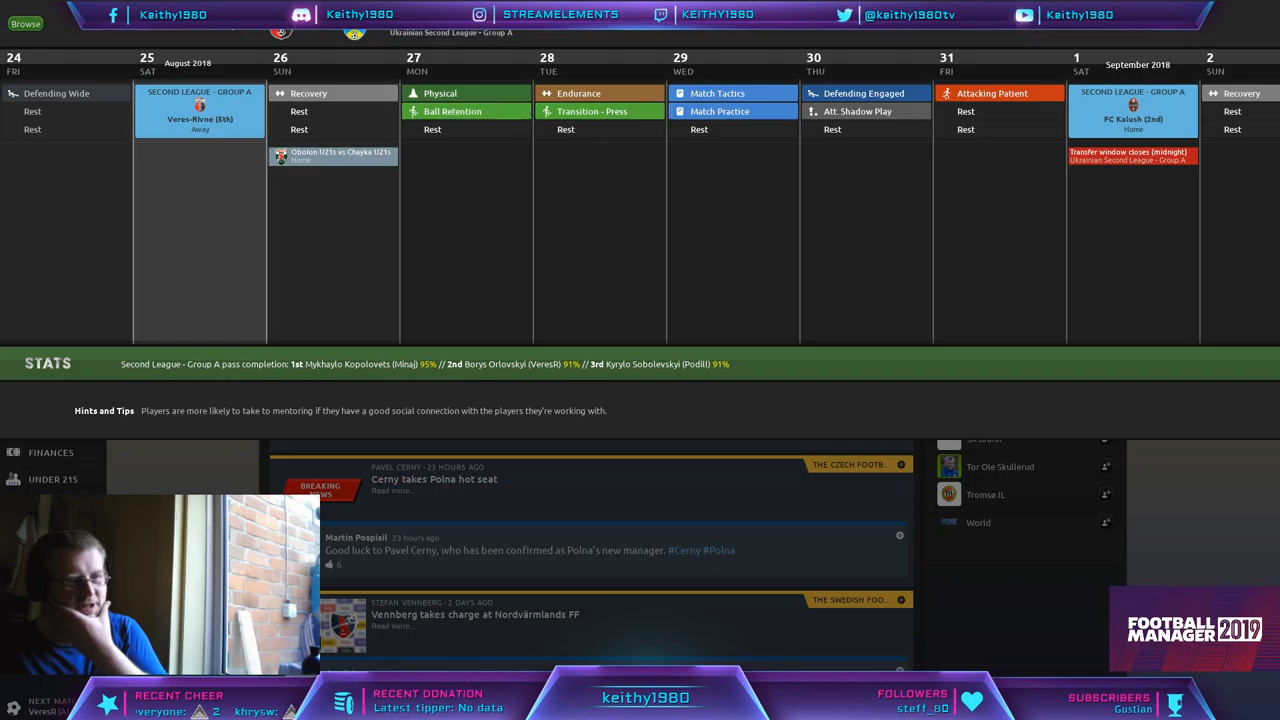 Browse
Keithy1980
Keithy1980
STREAMELEMENTS
KEITHY1980
@keithy1980tv
Keithy1980
Ukrainian Second League - Group A
24
FRI
25
SAT
August 2018
26
SUN
27
MON
28
TUE
29
WED
30
THU
31
FRI
1
SAT
September 2018
2
SUN
Defending Wide
Rest
Rest
SECOND LEAGUE - GROUP A
Veres-Rivne (5th)
Away
Recovery
Rest
Rest
Obolon U21s vs Chayka U21s
Home
Physical
Ball Retention
Rest
Endurance
Transition - Press
Rest
Match Tactics
Match Practice
Rest
Defending Engaged
Att. Shadow Play
Rest
Attacking Patient
Rest
Rest
SECOND LEAGUE - GROUP A
FC Kalush (2nd)
Home
Transfer window closes (midnight)
Ukrainian Second League - Group A
Recovery
Rest
Rest
STATS
Second League - Group A pass completion: 1st Mykhaylo Kopolovets (Minaj) 95% // 2nd Borys Orlovskyi (VeresR) 91% // 3rd Kyrylo Sobolevskyi (Podill) 91%
Hints and Tips Players are more likely to take to mentoring if they have a good social connection with the players they're working with.
FINANCES
UNDER 21S
PAVEL CERNY - 23 HOURS AGO
Cerny takes Polna hot seat
Read more...
BREAKING
NEWS
THE CZECH FOOTB...
Martin Pospisil 23 hours ago
Good luck to Pavel Cerny, who has been confirmed as Polna's new manager. #Cerny #Polna
6
STEFAN VENNBERG - 2 DAYS AGO
Vennberg takes charge at Nordvärmlands FF
Read more...
THE SWEDISH FOO...
SK Brann
Tor Ole Skullerud
Tromsø IL
World
FOOTBALL
MANAGER 2019
NEXT MAT
VeresR (A)
RECENT CHEER
veryone: 2 khrysw:
RECENT DONATION
Latest tipper: No data
keithy1980
FOLLOWERS
steff_80
SUBSCRIBERS
Gustian